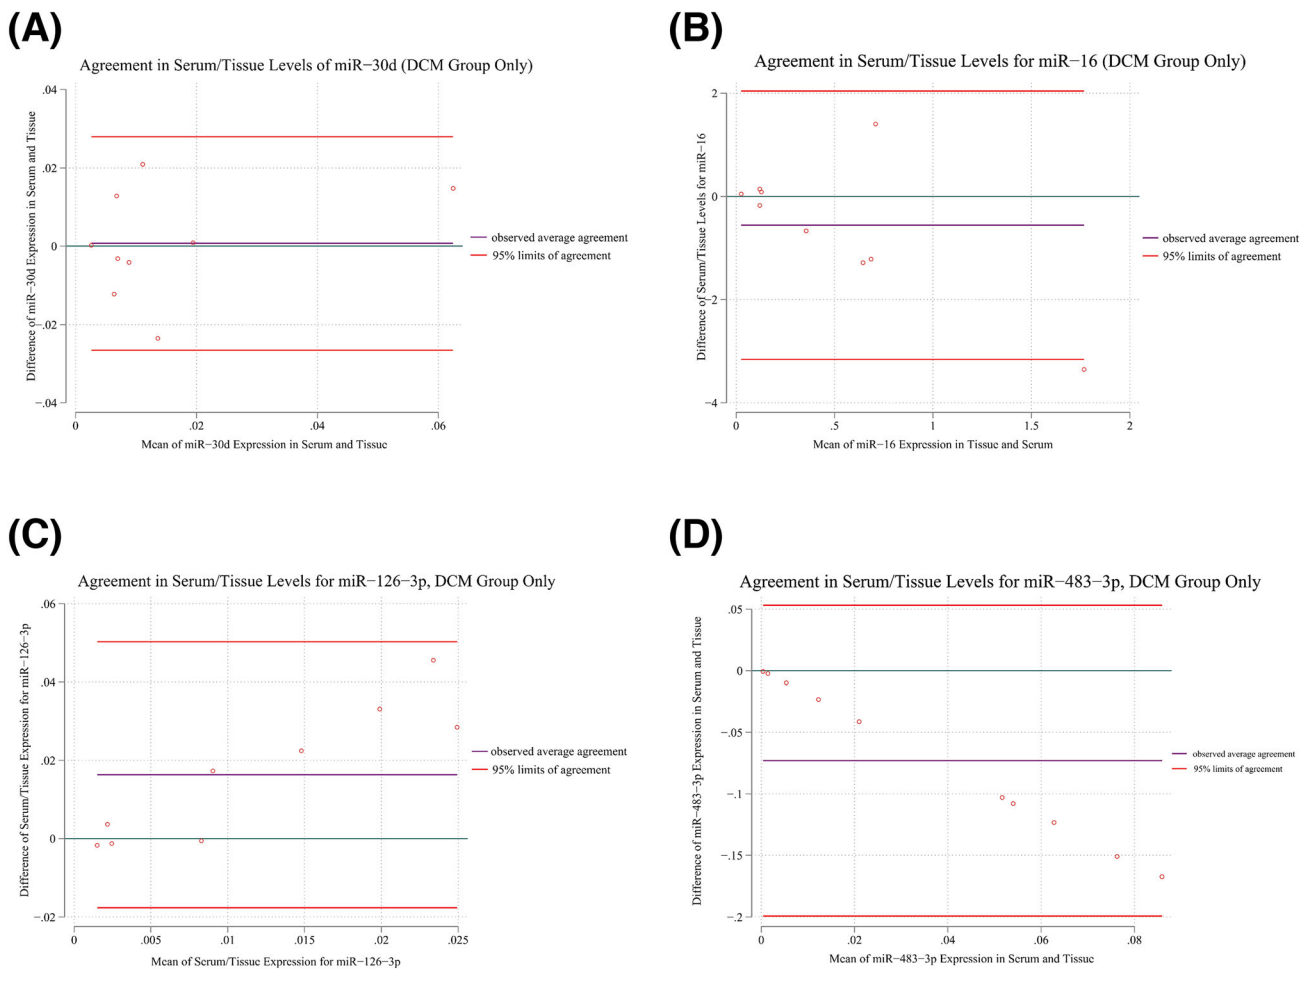 (A)
Agreement in Serum/Tissue Levels of miR−30d (DCM Group Only)
Difference of miR−30d Expression in Serum and Tissue
.04
.02
0
−.02
−.04
0
.02
.04
.06
Mean of miR−30d Expression in Serum and Tissue
observed average agreement
95% limits of agreement
(B)
Agreement in Serum/Tissue Levels for miR−16 (DCM Group Only)
Difference of Serum/Tissue Levels for miR−16
2
0
−2
−4
0
.5
1
1.5
2
Mean of miR−16 Expression in Tissue and Serum
observed average agreement
95% limits of agreement
(C)
Agreement in Serum/Tissue Levels for miR−126−3p, DCM Group Only
Difference of Serum/Tissue Expression for miR−126−3p
.06
.04
.02
0
−.02
0
.005
.01
.015
.02
.025
Mean of Serum/Tissue Expression for miR−126−3p
observed average agreement
95% limits of agreement
(D)
Agreement in Serum/Tissue Levels for miR−483−3p, DCM Group Only
Difference of miR−483−3p Expression in Serum and Tissue
.05
0
−.05
−.1
−.15
−.2
0
.02
.04
.06
.08
Mean of miR−483−3p Expression in Serum and Tissue
observed average agreement
95% limits of agreement